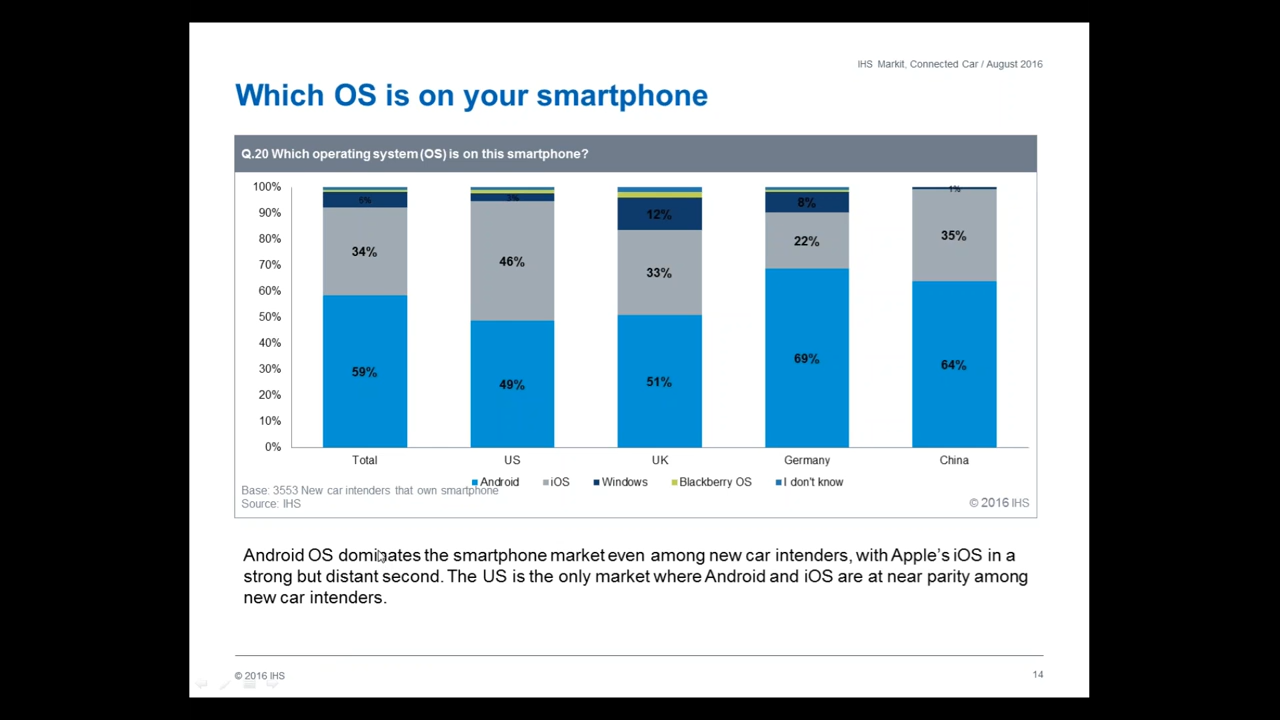 IHS Markit, Connected Car / August 2016
Which OS is on your smartphone
Q.20 Which operating system (OS) is on this smartphone?
100%
90%
80%
70%
60%
50%
40%
30%
20%
10%
0%
6%
34%
59%
3%
46%
49%
12%
33%
51%
8%
22%
69%
1%
35%
64%
Total US UK Germany China
Android iOS Windows Blackberry OS I don't know
Base: 3553 New car intenders that own smartphone
Source: IHS
© 2016 IHS
Android OS dominates the smartphone market even among new car intenders, with Apple's iOS in a
strong but distant second. The US is the only market where Android and iOS are at near parity among
new car intenders.
© 2016 IHS
14